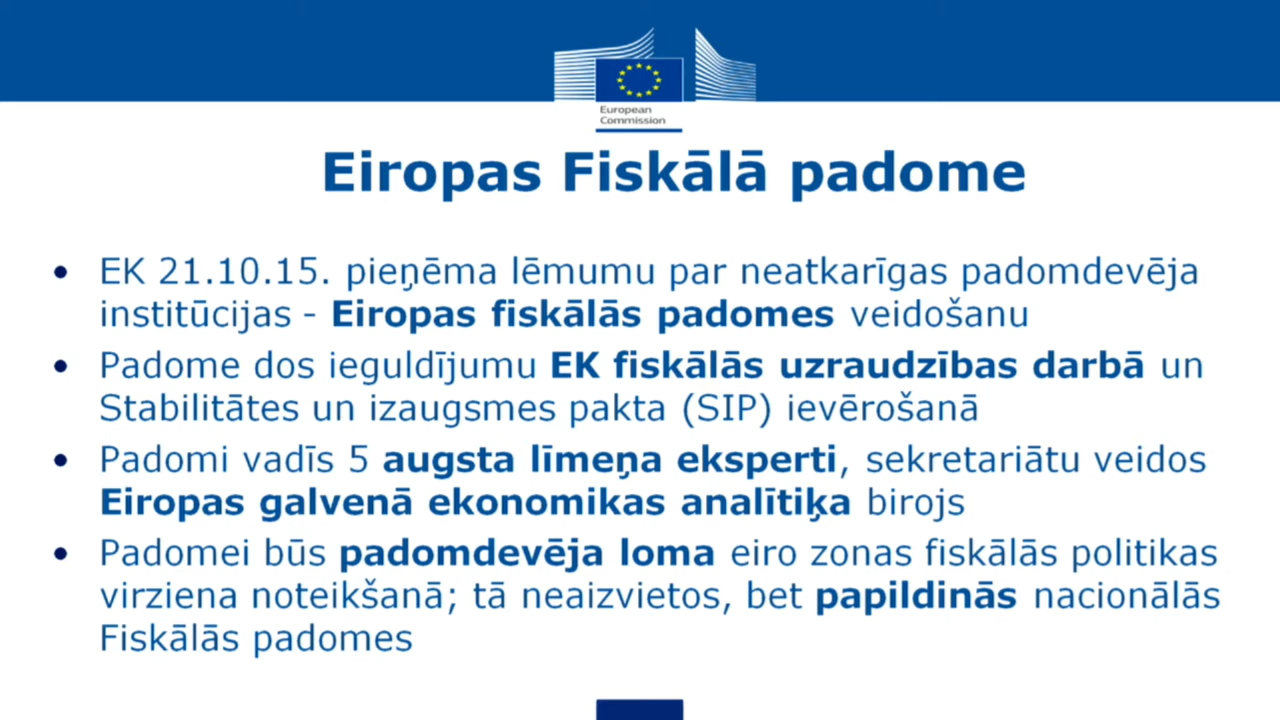 European
Commission
Eiropas Fiskālā padome
• EK 21.10.15. pieņēma lēmumu par neatkarīgas padomdevēja
institūcijas - Eiropas fiskālās padomes veidošanu
• Padome dos ieguldījumu EK fiskālās uzraudzības darbā un
Stabilitātes un izaugsmes pakta (SIP) ievērošanā
• Padomi vadīs 5 augsta līmeņa eksperti, sekretariātu veidos
Eiropas galvenā ekonomikas analītiķa birojs
• Padomei būs padomdevēja loma eiro zonas fiskālās politikas
virziena noteikšanā; tā neaizvietos, bet papildinās nacionālās
Fiskālās padomes